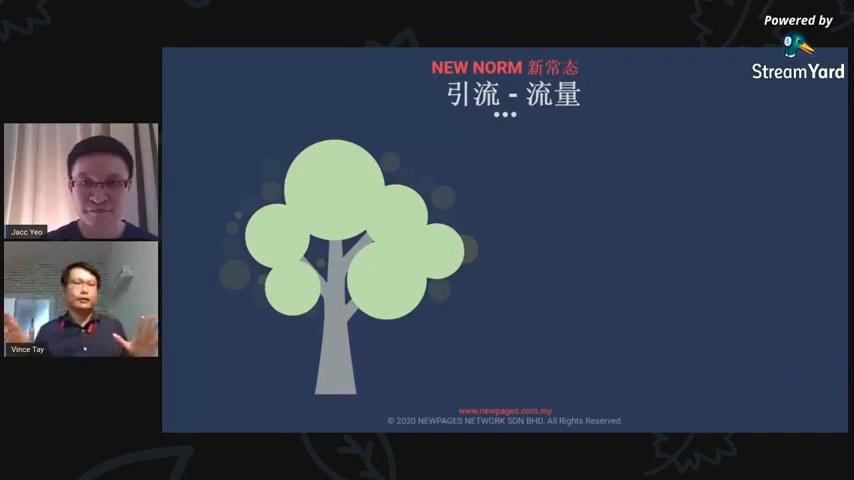 Powered by
StreamYard
NEW NORM 新常态
引流 - 流量
Jacc Yeo
Vince Tay
www.newpages.com.my
© 2020 NEWPAGES NETWORK SDN BHD. All Rights Reserved.